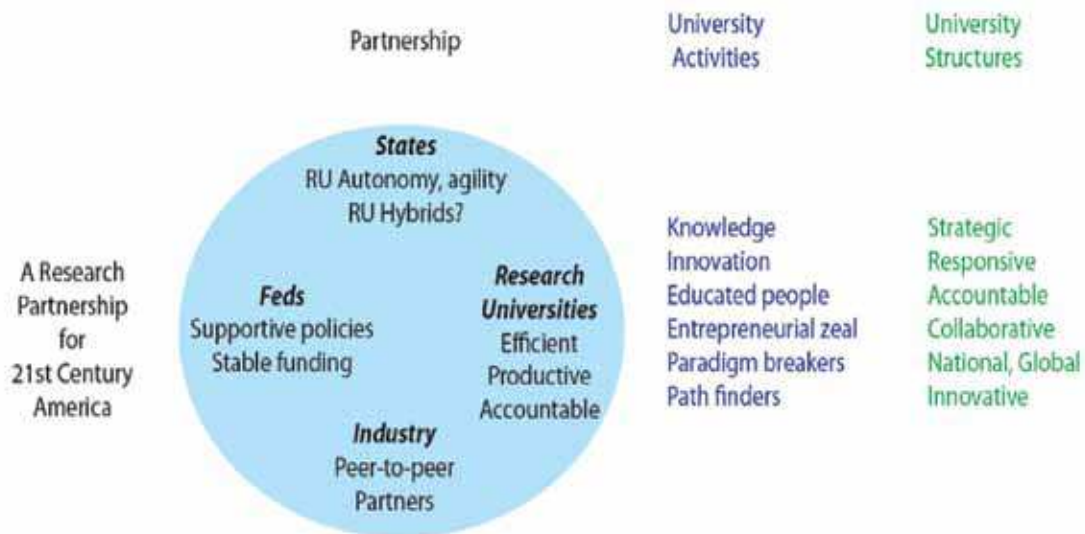 Partnership
University
Activities
University
Structures
A Research
Partnership
for
21st Century
America
States
RU Autonomy, agility
RU Hybrids?
Feds
Supportive policies
Stable funding
Research
Universities
Efficient
Productive
Accountable
Industry
Peer-to-peer
Partners
Knowledge
Innovation
Educated people
Entrepreneurial zeal
Paradigm breakers
Path finders
Strategic
Responsive
Accountable
Collaborative
National, Global
Innovative